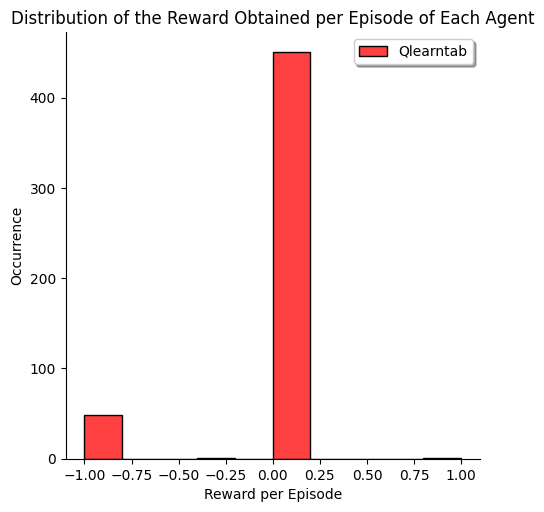 Distribution of the Reward Obtained per Episode of Each Agent
Qlearntab
400
300
200
100
0
Occurrence
−1.00 −0.75 −0.50 −0.25 0.00 0.25 0.50 0.75 1.00
Reward per Episode